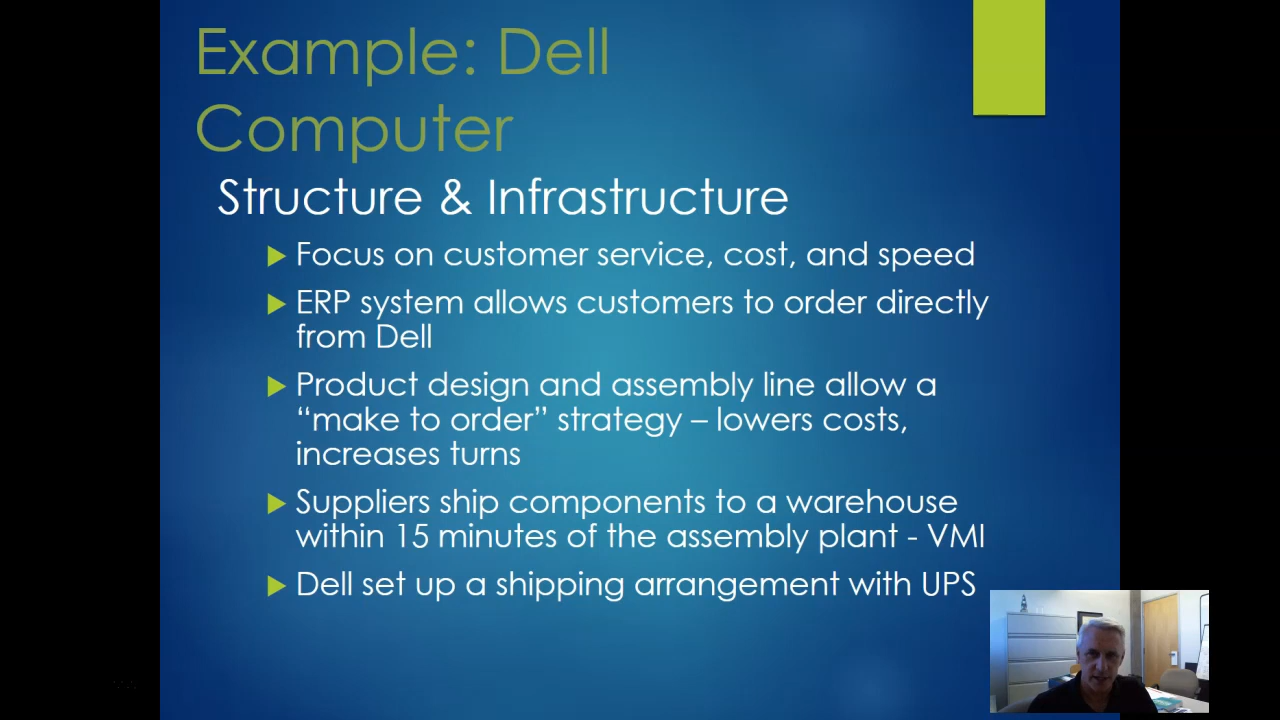 Example: Dell
Computer
Structure & Infrastructure
Focus on customer service, cost, and speed
ERP system allows customers to order directly
from Dell
Product design and assembly line allow a
“make to order” strategy – lowers costs,
increases turns
Suppliers ship components to a warehouse
within 15 minutes of the assembly plant - VMI
Dell set up a shipping arrangement with UPS